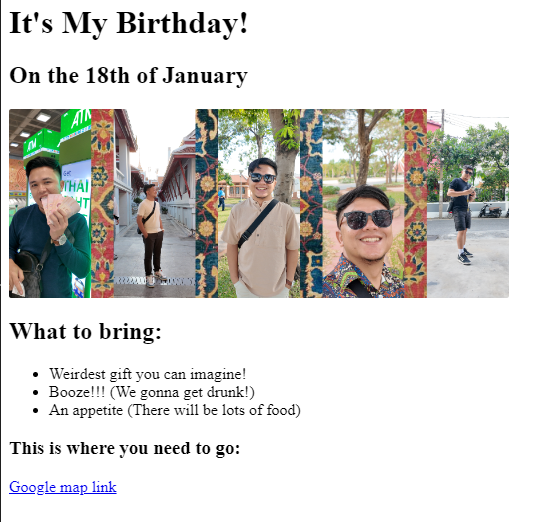 It's My Birthday!
On the 18th of January
ATM
ATM
THAI
What to bring:
Weirdest gift you can imagine!
Booze!!! (We gonna get drunk!)
An appetite (There will be lots of food)
This is where you need to go:
Google map link